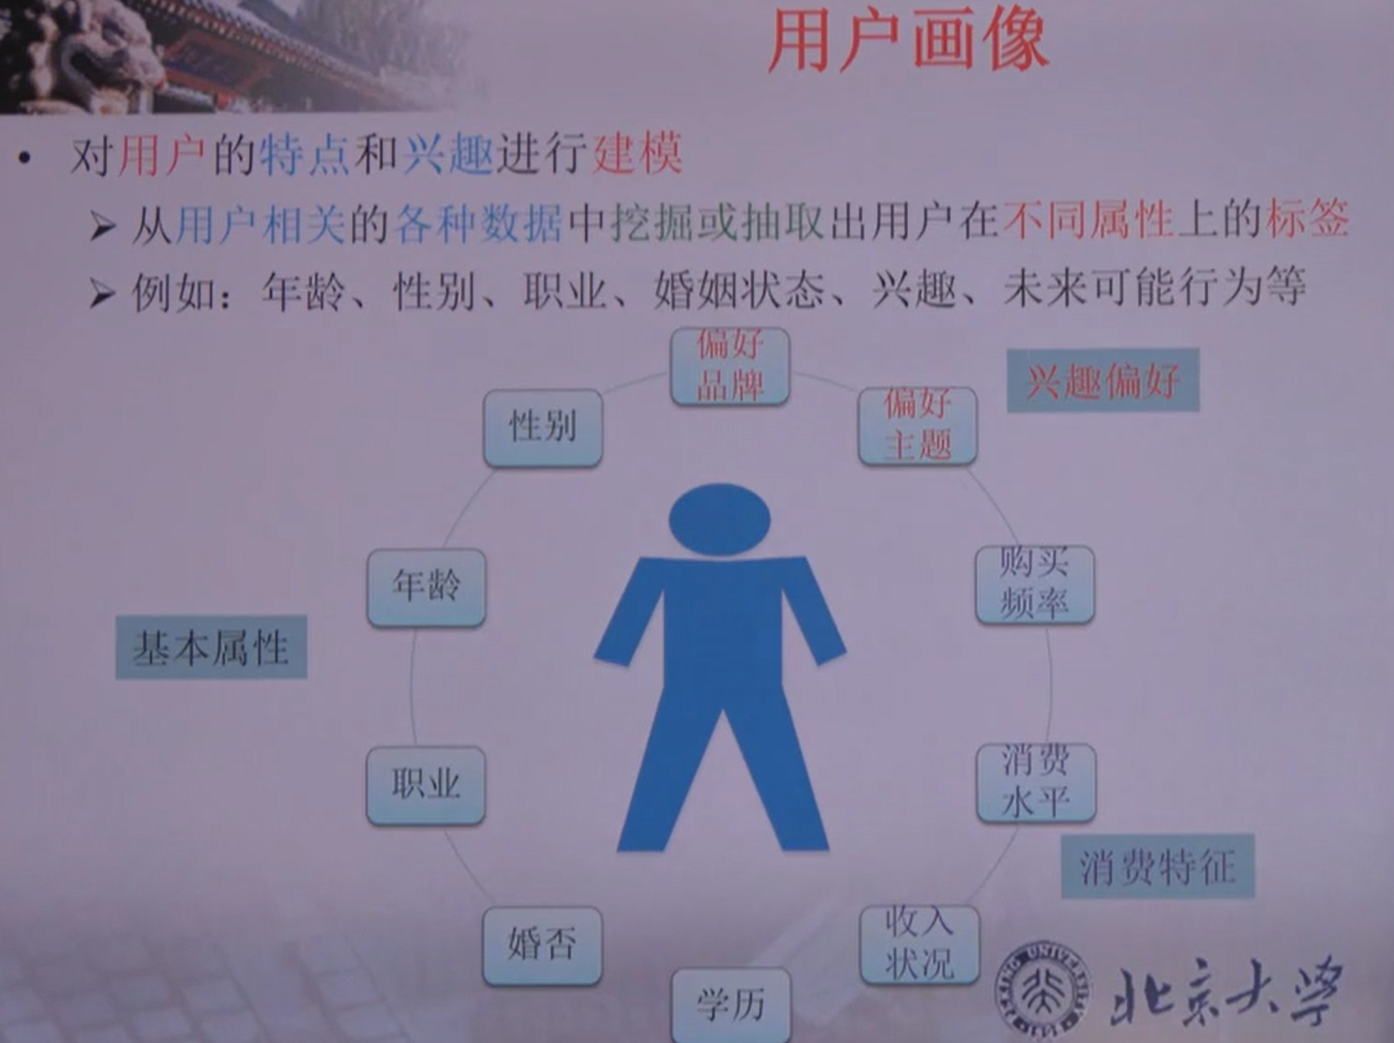 用户画像
• 对用户的特点和兴趣进行建模
➢ 从用户相关的各种数据中挖掘或抽取出用户在不同属性上的标签
➢ 例如：年龄、性别、职业、婚姻状态、兴趣、未来可能行为等
偏好
品牌
兴趣偏好
性别
偏好
主题
年龄
购买
频率
基本属性
职业
消费
水平
消费特征
婚否
收入
状况
学历
PEKING UNIVERSITY
1898
北京大学